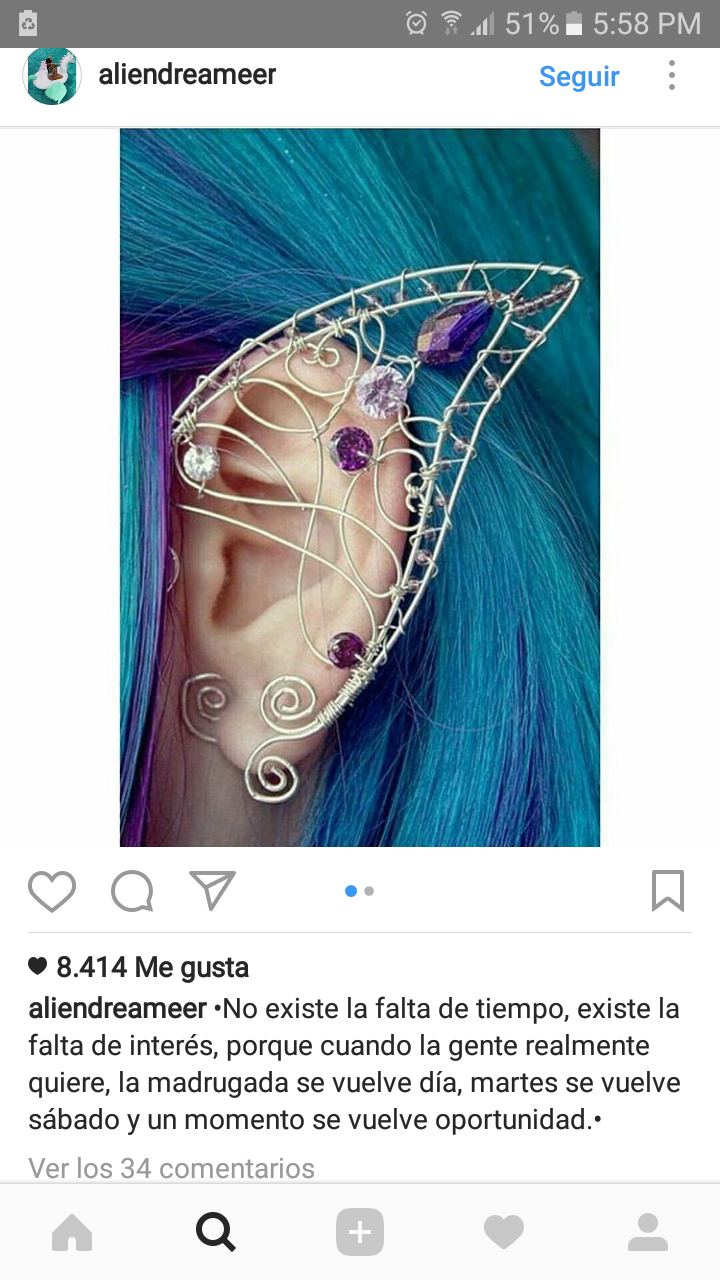 51% 5:58 PM
aliendreameer Seguir
8.414 Me gusta
aliendreameer •No existe la falta de tiempo, existe la
falta de interés, porque cuando la gente realmente
quiere, la madrugada se vuelve día, martes se vuelve
sábado y un momento se vuelve oportunidad.•
Ver los 34 comentarios